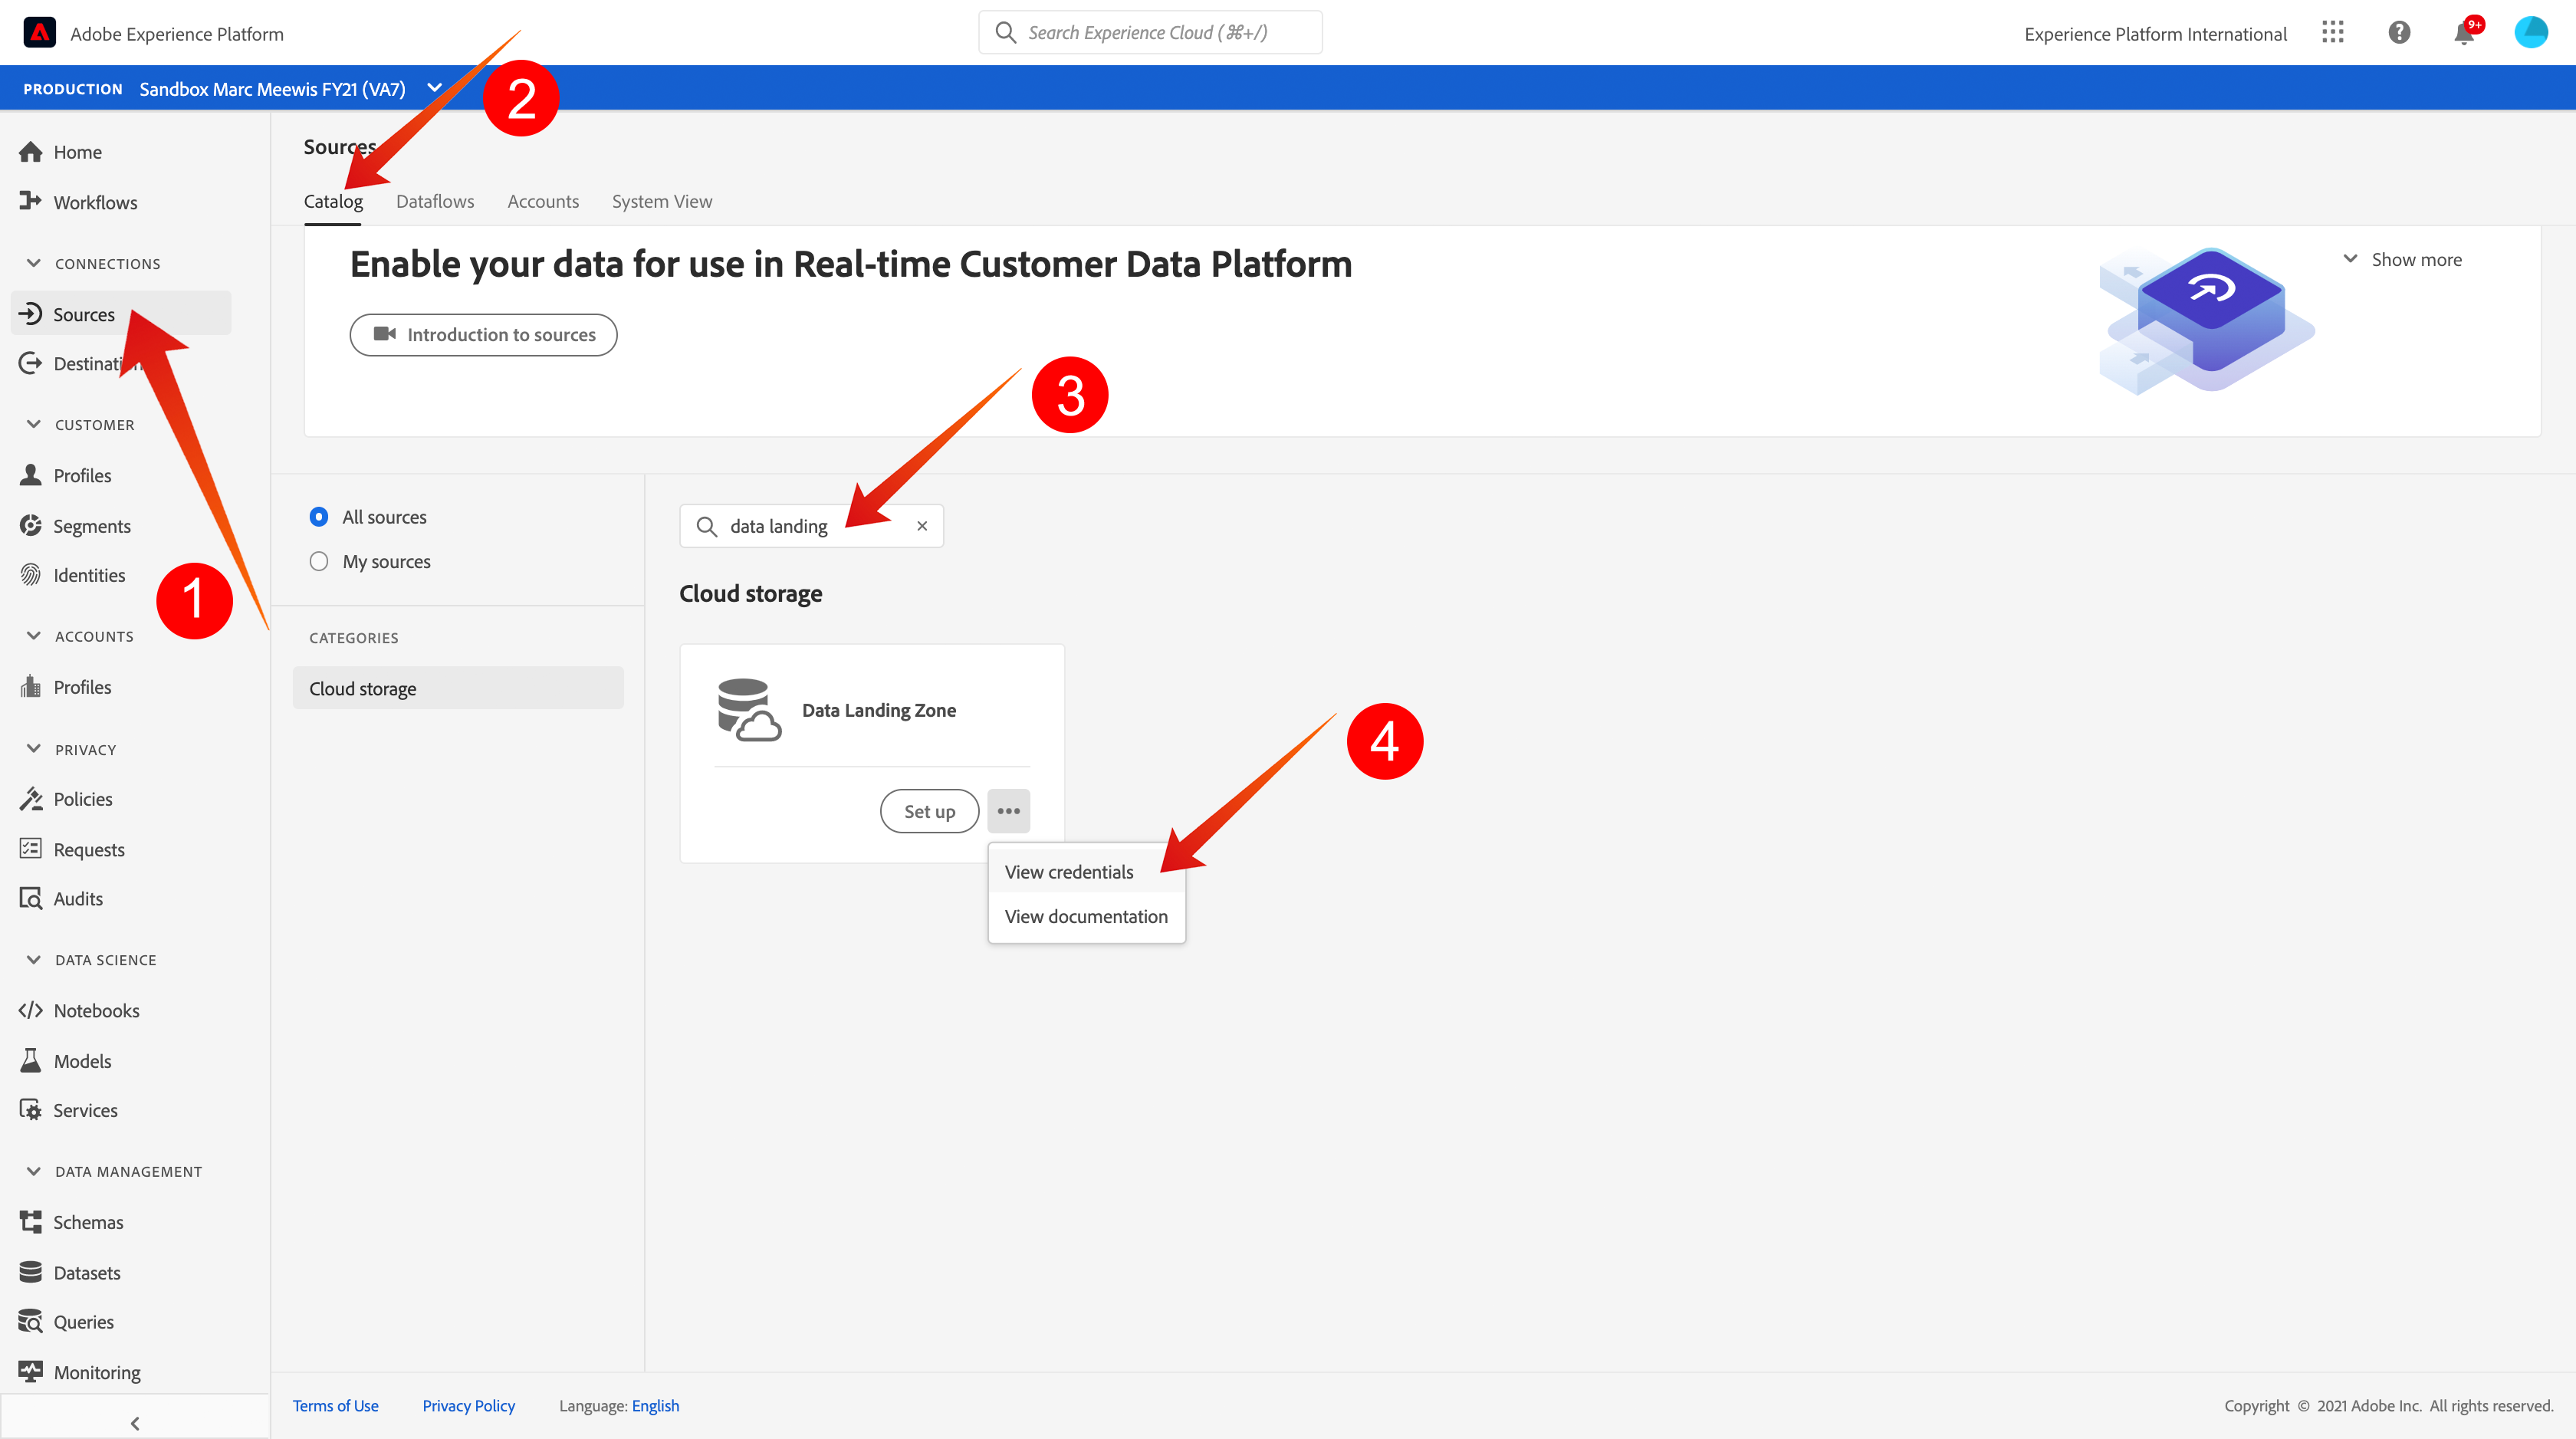 Adobe Experience Platform
Search Experience Cloud (⌘+/)
Experience Platform International
9+
PRODUCTION Sandbox Marc Meewis FY21 (VA7)
2
Home
Workflows
CONNECTIONS
Sources
Destination
CUSTOMER
Profiles
Segments
Identities
1
ACCOUNTS
Profiles
PRIVACY
Policies
Requests
Audits
DATA SCIENCE
Notebooks
Models
Services
DATA MANAGEMENT
Schemas
Datasets
Queries
Monitoring
Sources
Catalog Dataflows Accounts System View
Enable your data for use in Real-time Customer Data Platform
Show more
Introduction to sources
3
All sources
My sources
CATEGORIES
Cloud storage
data landing
Cloud storage
Data Landing Zone
4
Set up
View credentials
View documentation
Terms of Use Privacy Policy Language: English
Copyright © 2021 Adobe Inc. All rights reserved.